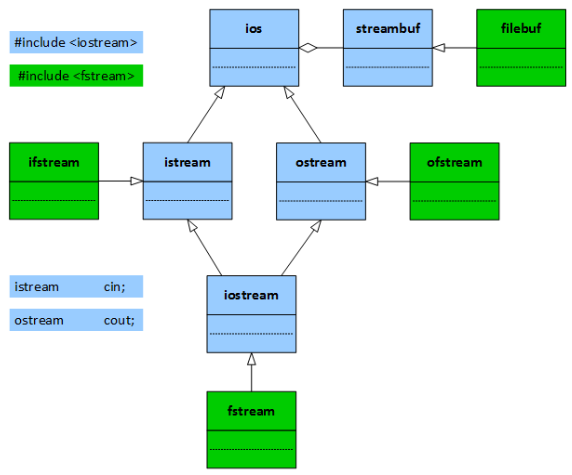 #include <iostream>
#include <fstream>
ios
streambuf
filebuf
ifstream
istream
ostream
ofstream
istream cin;
ostream cout;
iostream
fstream